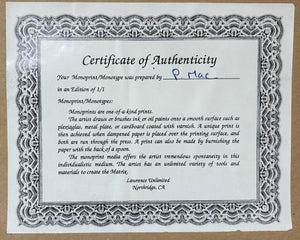 Certificate of Authenticity
Your Monoprint/Monotype was prepared by P Mac
in an Edition of 1/1
Monoprint/Monotypes:
Monoprints are one-of-a-kind prints.
The artist draws or brushes ink or oil paints onto a smooth surface such as
plexiglas, metal plate, or cardboard coated with varnish. A unique print is
then achieved when dampened paper is placed over the printing surface, and
both are run through the press. A print can also be made by burnishing the
paper with the back of a spoon.
The monoprint media offers the artist tremendous spontaneity in this
individualistic medium. The artist has an unlimited variety of tools and
materials to create the Matrix.
Laurence Unlimited
Northridge, CA